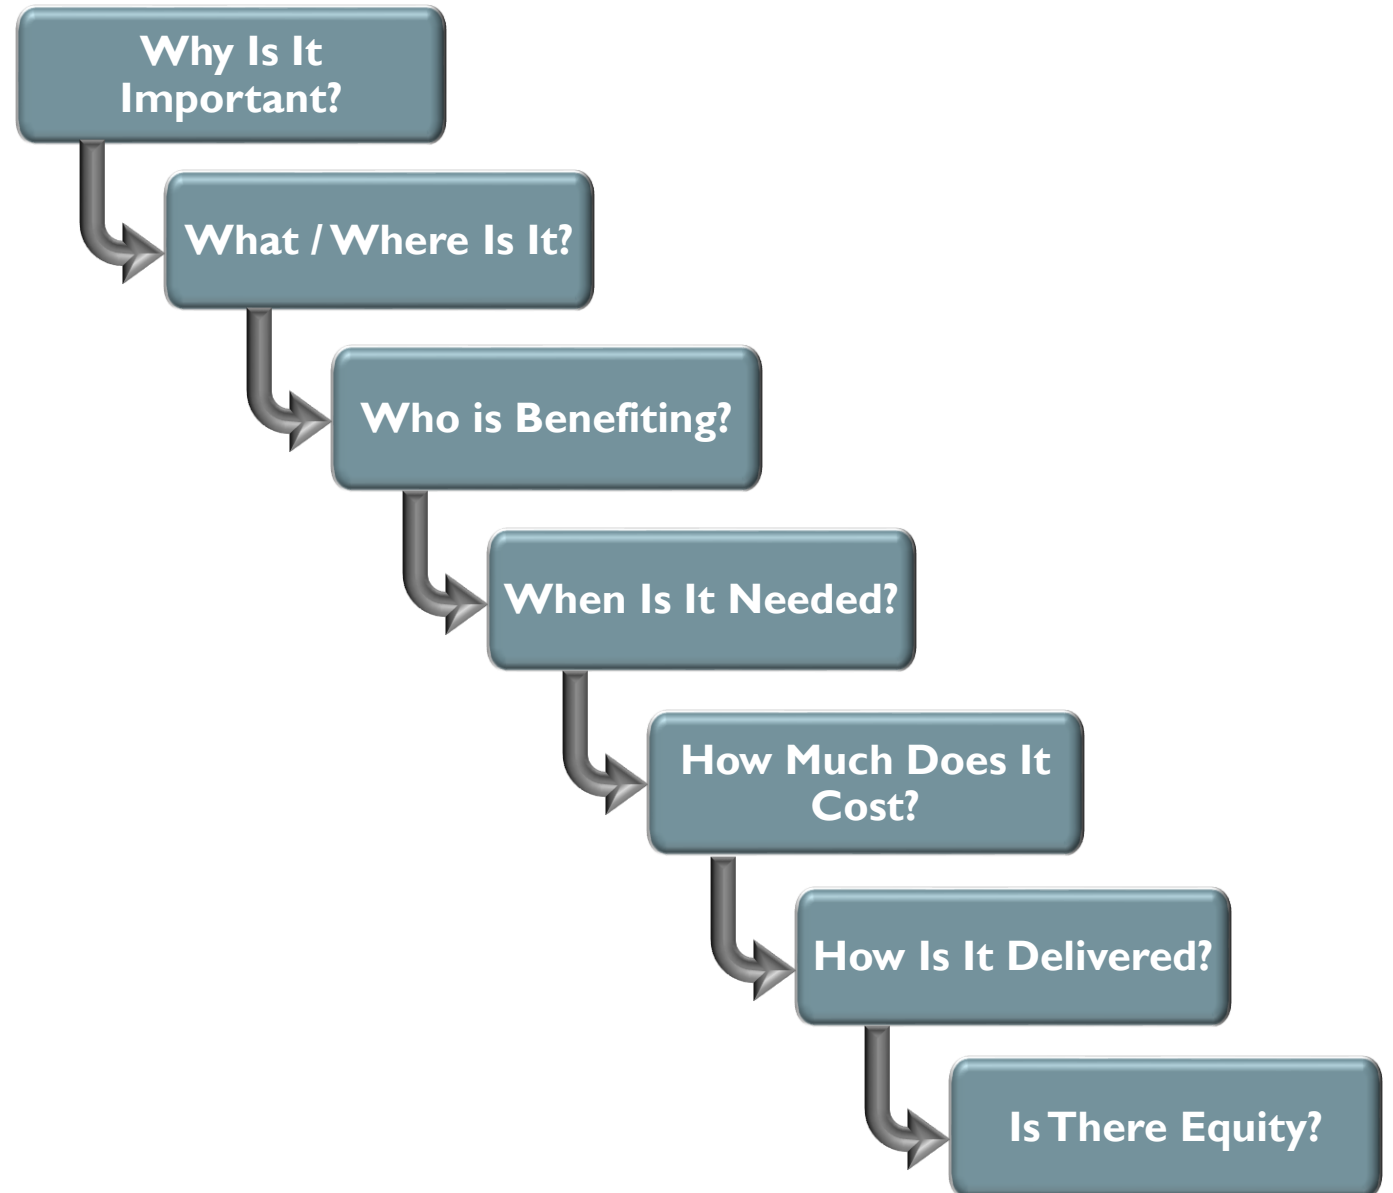 Why Is It
Important?
What / Where Is It?
Who is Benefiting?
When Is It Needed?
How Much Does It
Cost?
How Is It Delivered?
Is There Equity?